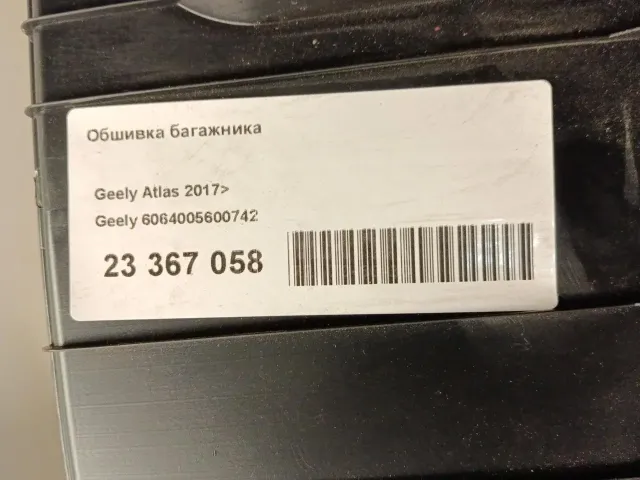 Обшивка багажника
Geely Atlas 2017>
Geely 6064005600742
23 367 058